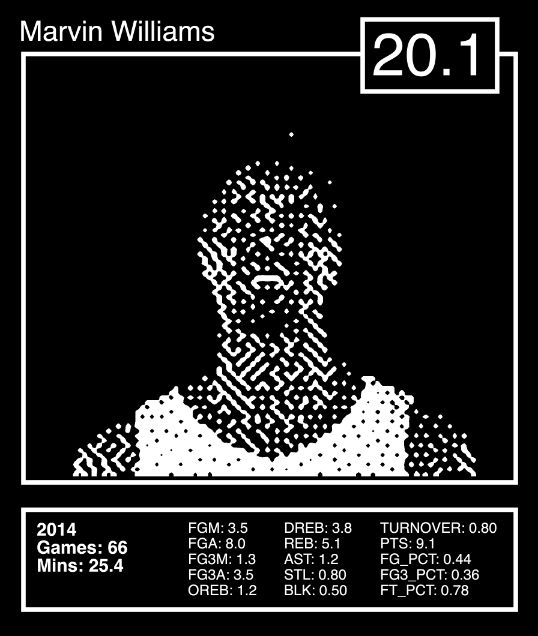 Marvin Williams
20.1
2014
Games: 66
Mins: 25.4
FGM: 3.5
FGA: 8.0
FG3M: 1.3
FG3A: 3.5
OREB: 1.2
DREB: 3.8
REB: 5.1
AST: 1.2
STL: 0.80
BLK: 0.50
TURNOVER: 0.80
PTS: 9.1
FG_PCT: 0.44
FG3_PCT: 0.36
FT_PCT: 0.78